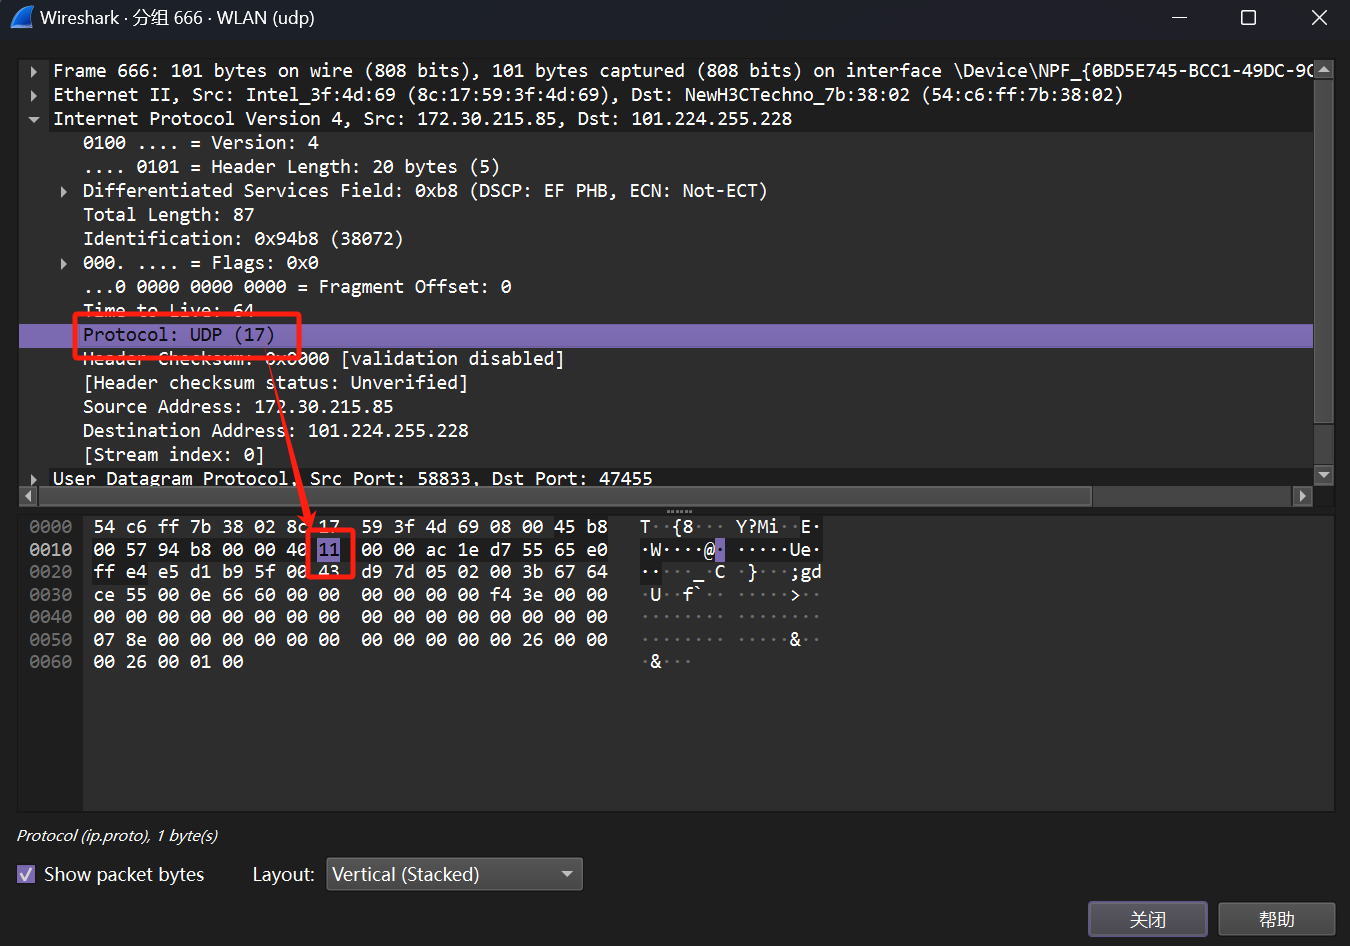 Wireshark · 分组 666 · WLAN (udp)
Frame 666: 101 bytes on wire (808 bits), 101 bytes captured (808 bits) on interface \Device\NPF_{0BD5E745-BCC1-49DC-9C
Ethernet II, Src: Intel_3f:4d:69 (8c:17:59:3f:4d:69), Dst: NewH3CTechno_7b:38:02 (54:c6:ff:7b:38:02)
Internet Protocol Version 4, Src: 172.30.215.85, Dst: 101.224.255.228
0100 .... = Version: 4
.... 0101 = Header Length: 20 bytes (5)
Differentiated Services Field: 0xb8 (DSCP: EF PHB, ECN: Not-ECT)
Total Length: 87
Identification: 0x94b8 (38072)
000. .... = Flags: 0x0
...0 0000 0000 0000 = Fragment Offset: 0
Time to Live: 64
Protocol: UDP (17)
Header Checksum: 0x0000 [validation disabled]
[Header checksum status: Unverified]
Source Address: 172.30.215.85
Destination Address: 101.224.255.228
[Stream index: 0]
User Datagram Protocol, Src Port: 58833, Dst Port: 47455
0000 54 c6 ff 7b 38 02 8c 17 59 3f 4d 69 08 00 45 b8 T··{8··· Y?Mi··E·
0010 00 57 94 b8 00 00 40 11 00 00 ac 1e d7 55 65 e0 ·W····@· ·····Ue·
0020 ff e4 e5 d1 b9 5f 00 43 d9 7d 05 02 00 3b 67 64 ·····_·C ·}···;gd
0030 ce 55 00 0e 66 60 00 00 00 00 00 00 f4 3e 00 00 ·U··f`·· ·····>··
0040 00 00 00 00 00 00 00 00 00 00 00 00 00 00 00 00 ········ ········
0050 07 8e 00 00 00 00 00 00 00 00 00 00 00 26 00 00 ········ ·····&··
0060 00 26 00 01 00 ·&···
Protocol (ip.proto), 1 byte(s)
Show packet bytes Layout: Vertical (Stacked)
关闭 帮助